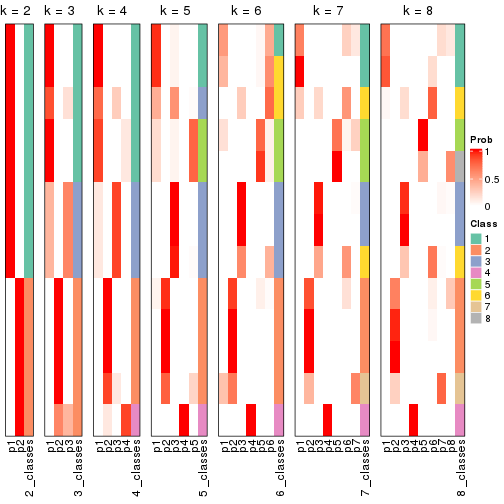 k = 2 k = 3 k = 4 k = 5 k = 6 k = 7 k = 8
Prob
1
0.5
0
Class
1
2
3
4
5
6
7
8
p1 p2 2_classes
p1 p2 p3 3_classes
p1 p2 p3 p4 4_classes
p1 p2 p3 p4 p5 5_classes
p1 p2 p3 p4 p5 p6 6_classes
p1 p2 p3 p4 p5 p6 p7 7_classes
p1 p2 p3 p4 p5 p6 p7 p8 8_classes